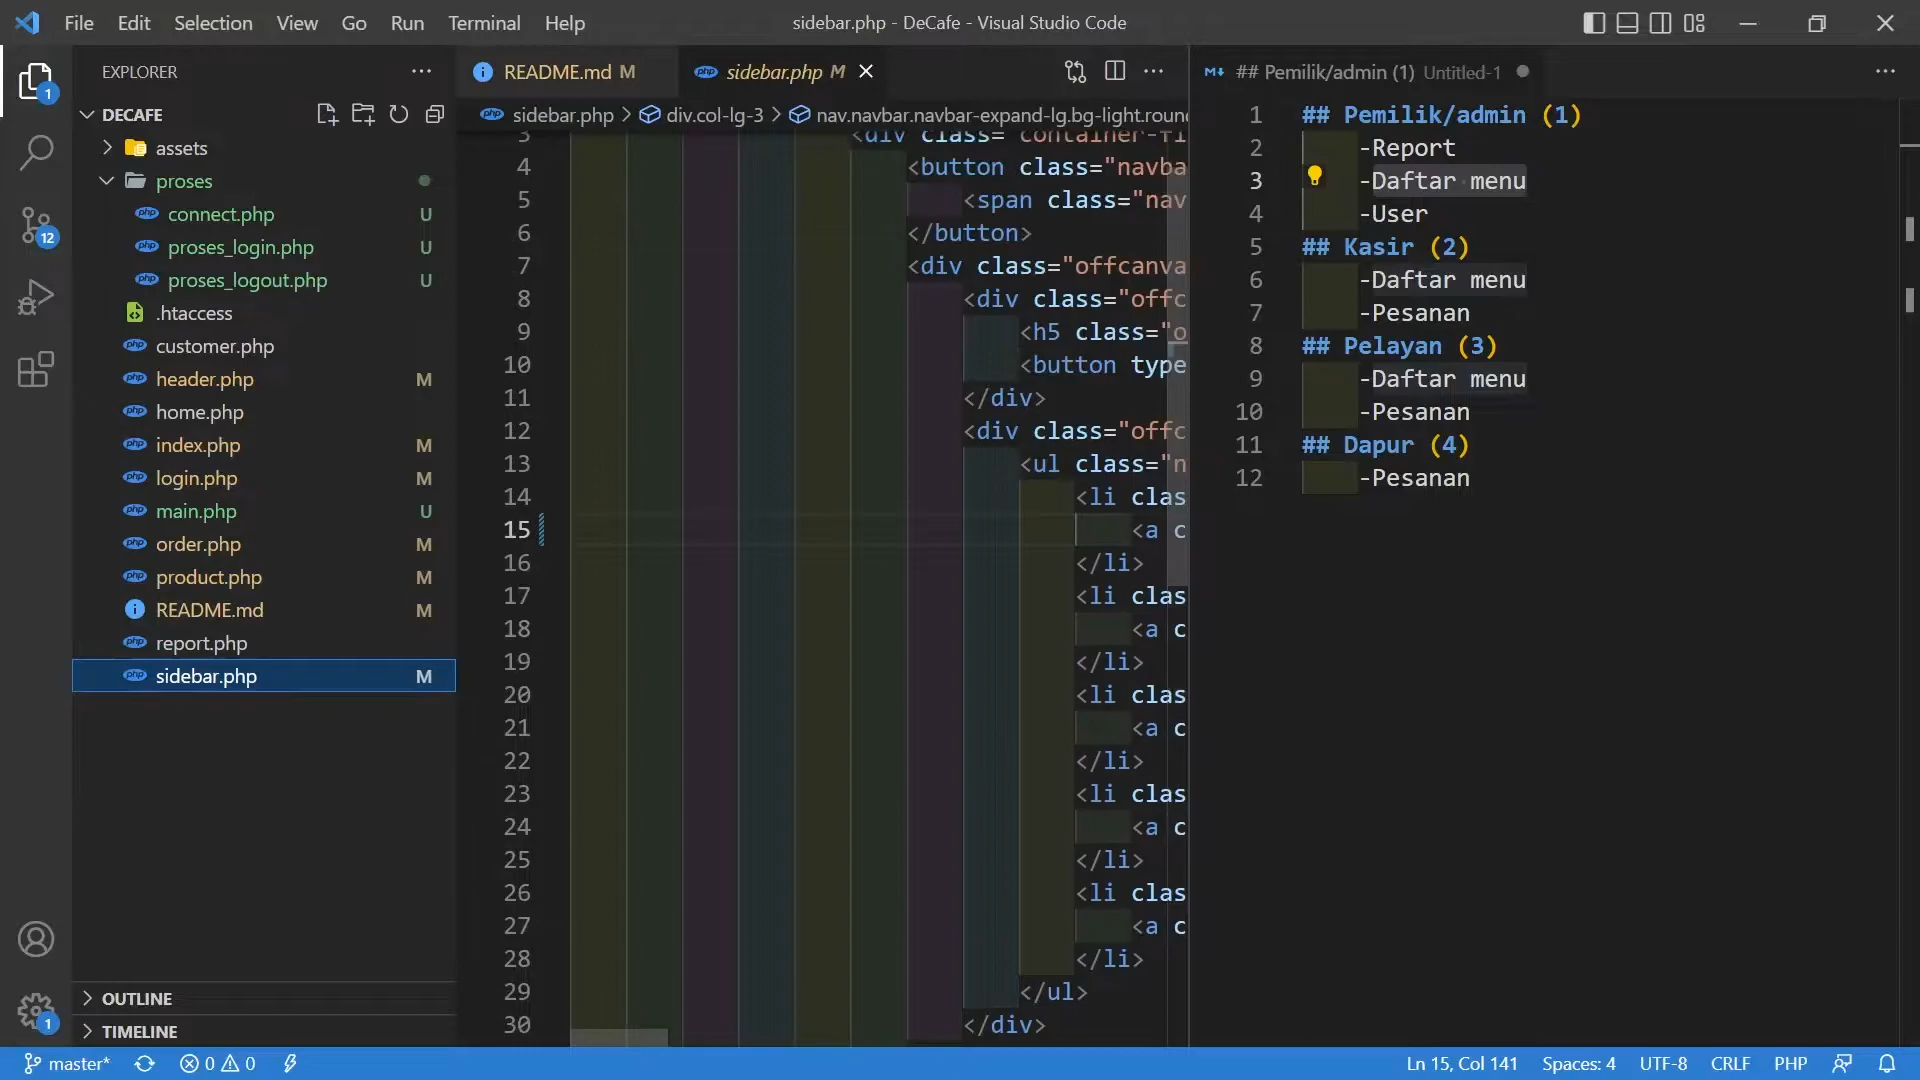 File Edit Selection View Go Run Terminal Help
sidebar.php - DeCafe - Visual Studio Code
EXPLORER
DECAFE
assets
proses
connect.php U
proses_login.php U
proses_logout.php U
.htaccess
customer.php
header.php M
home.php
index.php M
login.php M
main.php U
order.php M
product.php M
README.md M
report.php
sidebar.php M
OUTLINE
TIMELINE
1
12
1
README.md M
sidebar.php M
sidebar.php > div.col-lg-3 > nav.navbar.navbar-expand-lg.bg-light.roun
3 <div class="container-fl
4 <button class="navba
5 <span class="nav
6 </button>
7 <div class="offcanva
8 <div class="offc
9 <h5 class="o
10 <button type
11 </div>
12 <div class="offc
13 <ul class="n
14 <li clas
15 <a c
16 </li>
17 <li clas
18 <a c
19 </li>
20 <li clas
21 <a c
22 </li>
23 <li clas
24 <a c
25 </li>
26 <li clas
27 <a c
28 </li>
29 </ul>
30 </div>
## Pemilik/admin (1) Untitled-1
1 ## Pemilik/admin (1)
2 -Report
3 -Daftar menu
4 -User
5 ## Kasir (2)
6 -Daftar menu
7 -Pesanan
8 ## Pelayan (3)
9 -Daftar menu
10 -Pesanan
11 ## Dapur (4)
12 -Pesanan
master* 0 0
Ln 15, Col 141 Spaces: 4 UTF-8 CRLF PHP